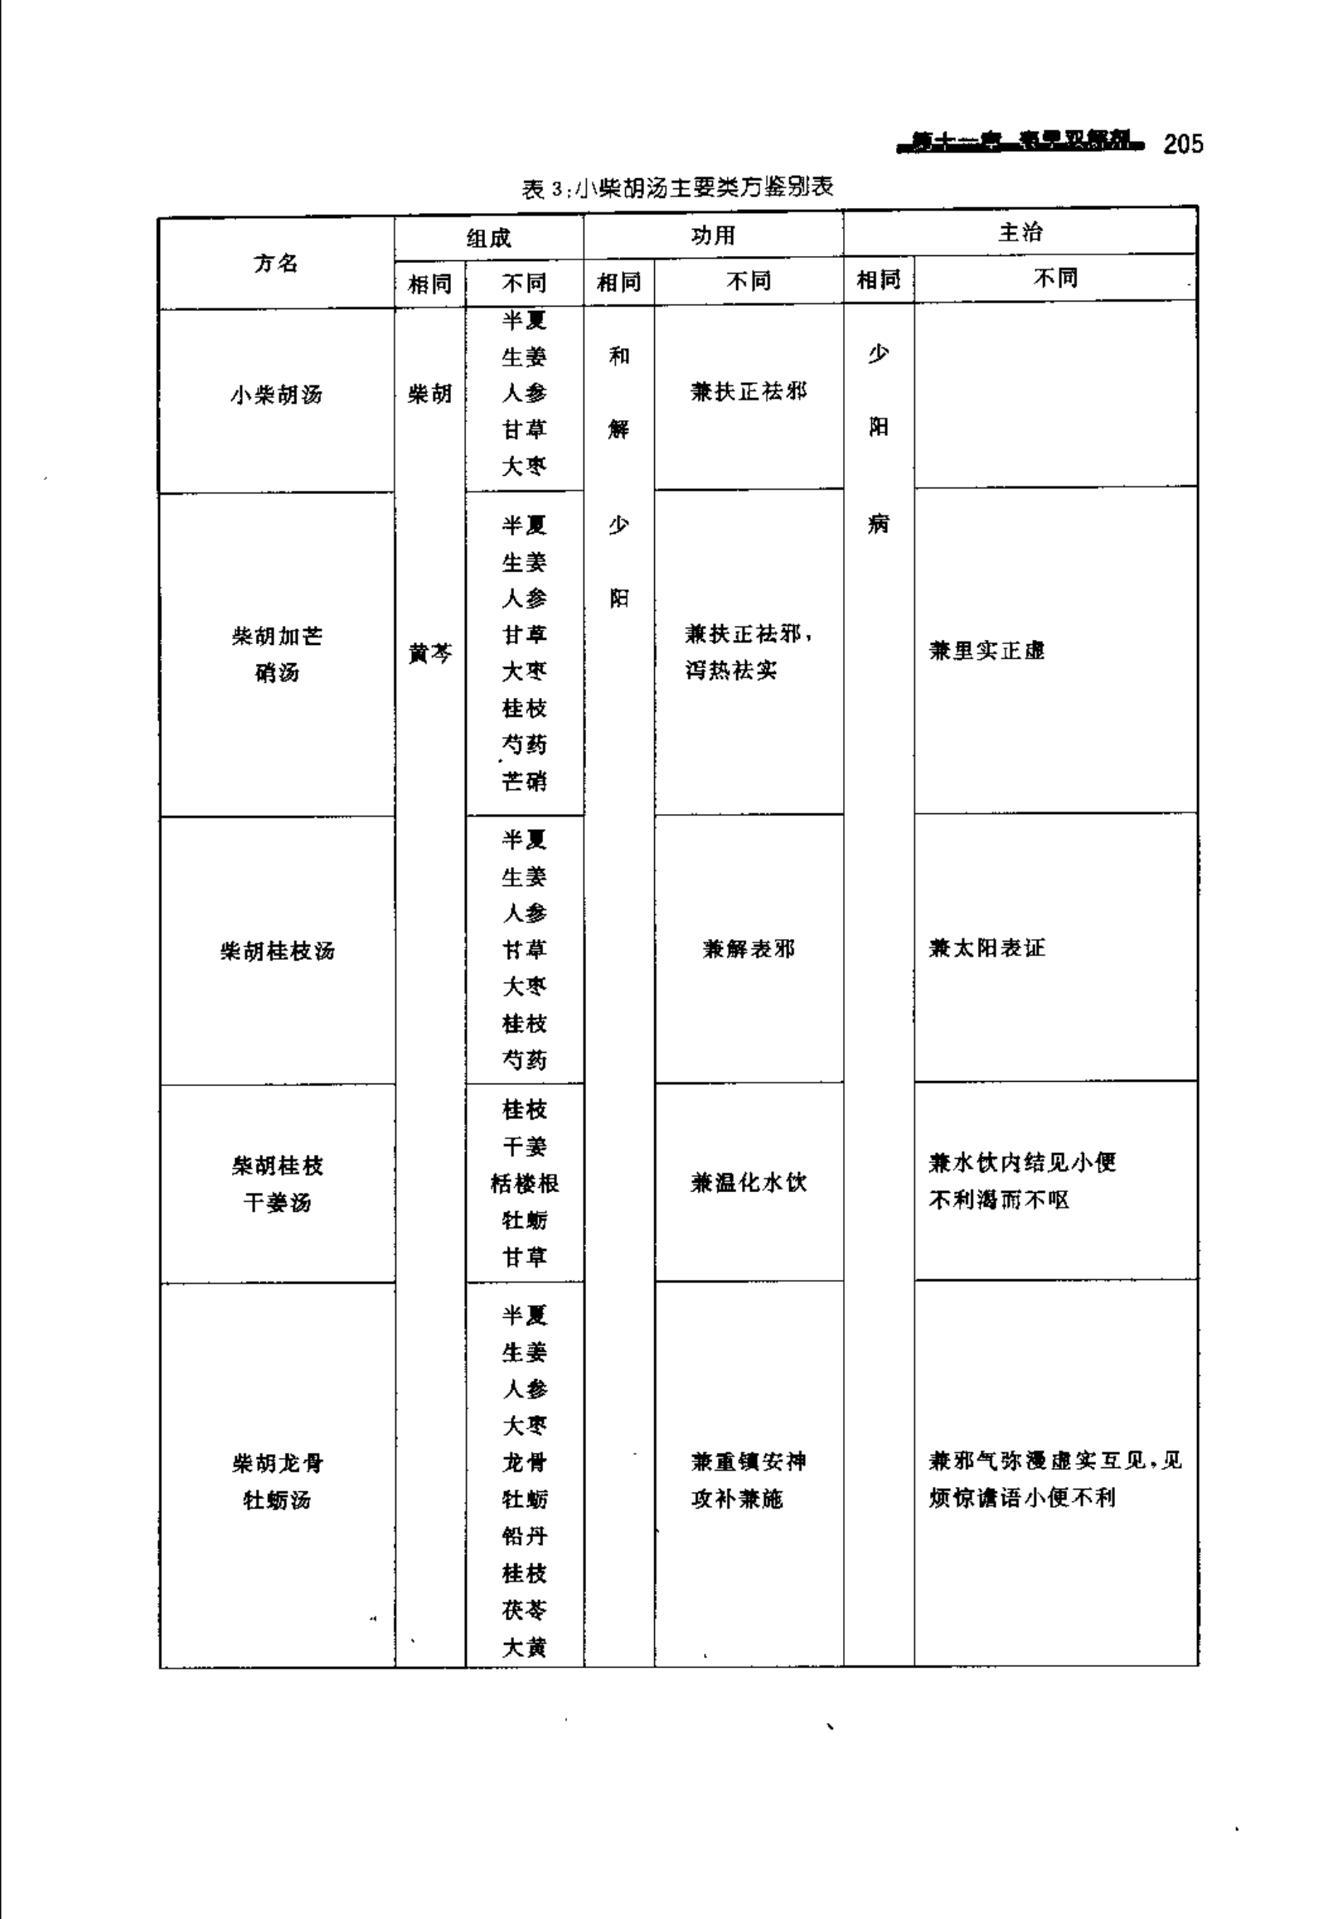 第十一章 表里双解剂 205
表 3:小柴胡汤主要类方鉴别表
方名 组成 功用 主治
相同 不同 相同 不同 相同 不同
小柴胡汤
柴胡
黄芩
半夏
生姜
人参
甘草
大枣
和
解
少
阳
兼扶正祛邪
少
阳
病
柴胡加芒
硝汤
半夏
生姜
人参
甘草
大枣
桂枝
芍药
芒硝
兼扶正祛邪,
泻热祛实
兼里实正虚
柴胡桂枝汤
半夏
生姜
人参
甘草
大枣
桂枝
芍药
兼解表邪
兼太阳表证
柴胡桂枝
干姜汤
桂枝
干姜
栝楼根
牡蛎
甘草
兼温化水饮
兼水饮内结见小便
不利渴而不呕
柴胡龙骨
牡蛎汤
半夏
生姜
人参
大枣
龙骨
牡蛎
铅丹
桂枝
茯苓
大黄
兼重镇安神
攻补兼施
兼邪气弥漫虚实互见,见
烦惊谵语小便不利